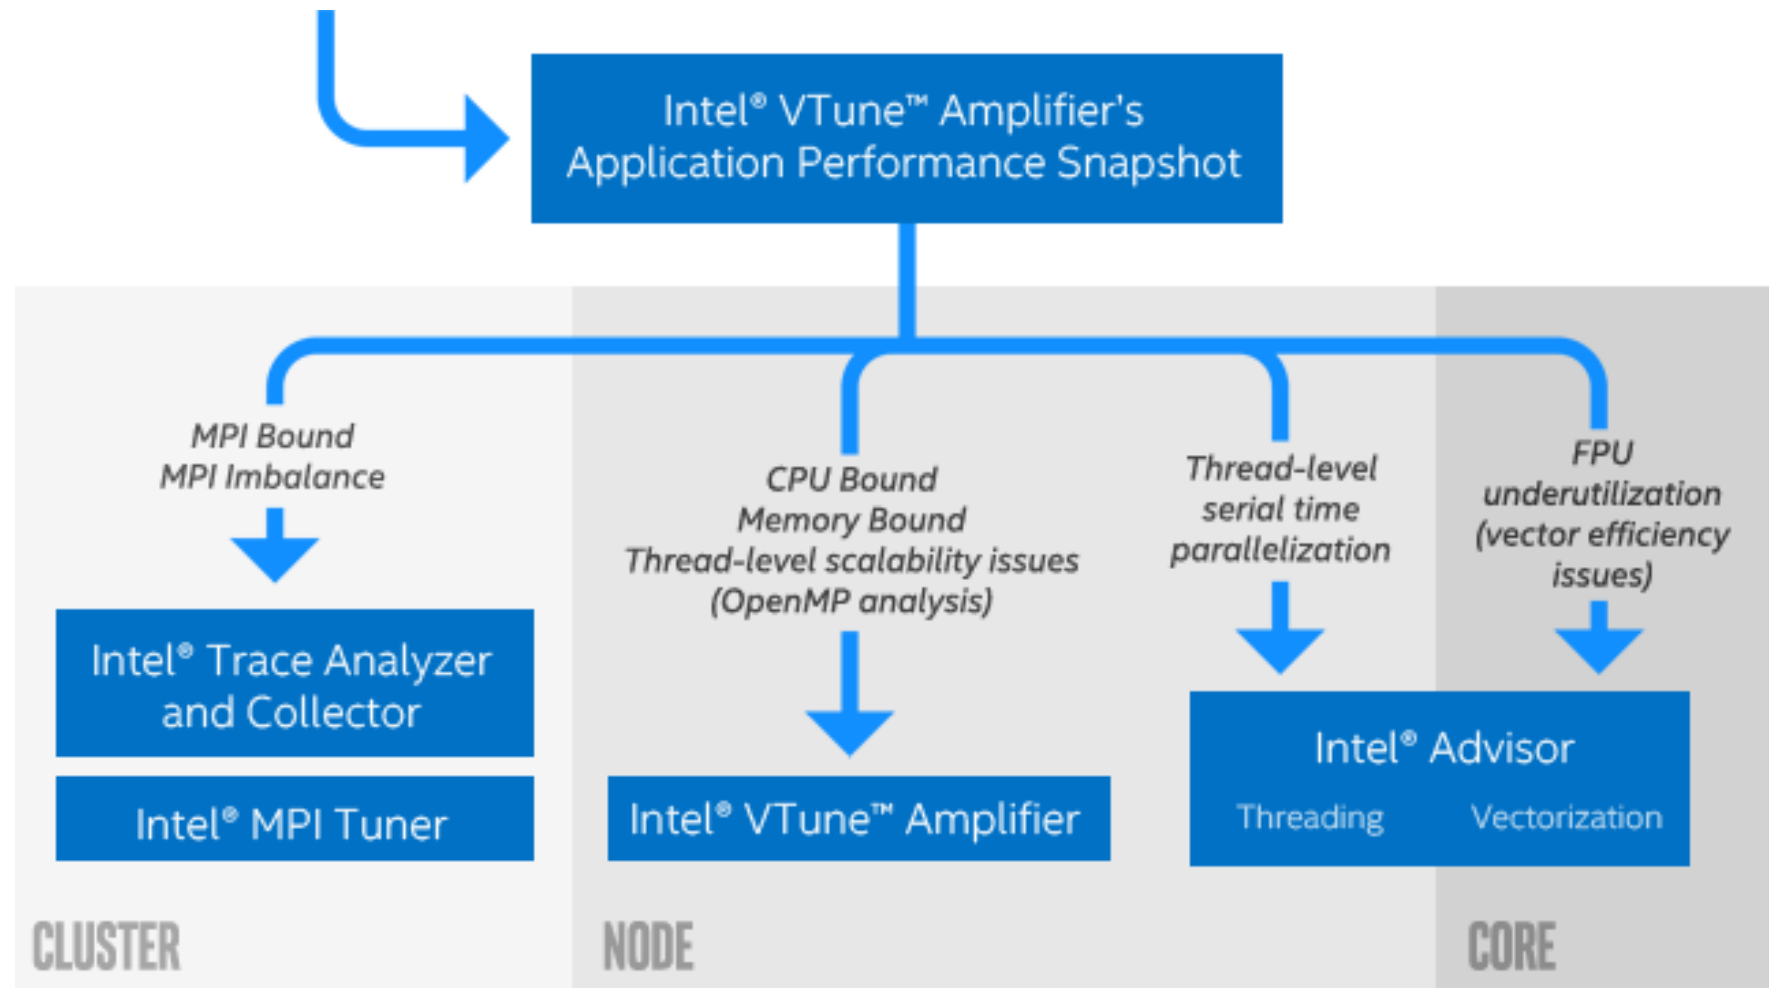 Intel® VTune™ Amplifier's
Application Performance Snapshot
MPI Bound
MPI Imbalance
CPU Bound
Memory Bound
Thread-level scalability issues
(OpenMP analysis)
Thread-level
serial time
parallelization
FPU
underutilization
(vector efficiency
issues)
Intel® Trace Analyzer
and Collector
Intel® MPI Tuner
Intel® VTune™ Amplifier
Intel® Advisor
Threading
Vectorization
CLUSTER
NODE
CORE